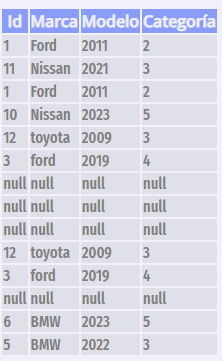 Id Marca Modelo Categoría
1 Ford 2011 2
11 Nissan 2021 3
1 Ford 2011 2
10 Nissan 2023 5
12 toyota 2009 3
3 ford 2019 4
null null null null
null null null null
null null null null
12 toyota 2009 3
3 ford 2019 4
null null null null
6 BMW 2023 5
5 BMW 2022 3